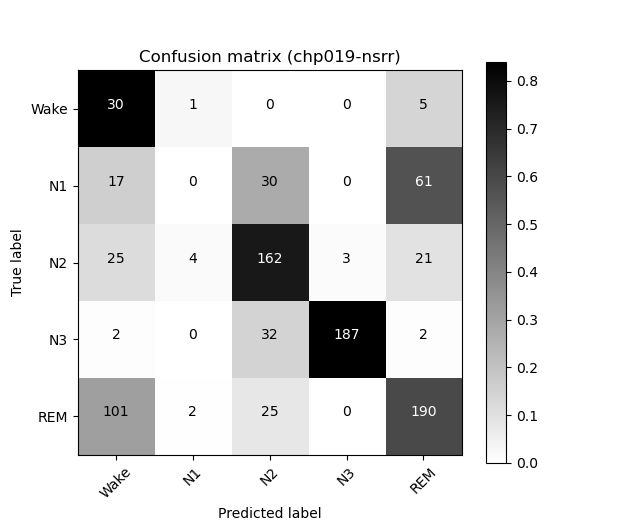 Confusion matrix (chp019-nsrr)
Wake 30 1 0 0 5
N1 17 0 30 0 61
N2 25 4 162 3 21
N3 2 0 32 187 2
REM 101 2 25 0 190
Wake N1 N2 N3 REM
Predicted label
True label
0.8
0.7
0.6
0.5
0.4
0.3
0.2
0.1
0.0